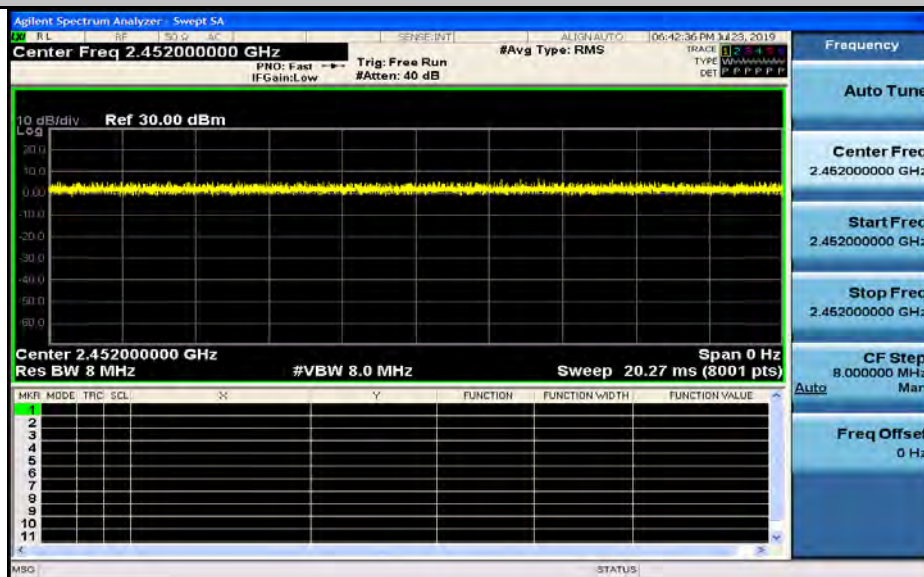 Agilent Spectrum Analyzer - Swept SA
LXI RL RF 50 Ω AC SENSE:INT ALIGNAUTO 06:42:36 PM Jul 23, 2019
Center Freq 2.452000000 GHz
#Avg Type: RMS
TRACE 1 2 3 4 5 6
PNO: Fast
Trig: Free Run
TYPE
IFGain:Low
#Atten: 40 dB
DET P P P P P P
10 dB/div Ref 30.00 dBm
Log
20.0
10.0
0.00
-10.0
-20.0
-30.0
-40.0
-50.0
-60.0
Center 2.452000000 GHz Span 0 Hz
Res BW 8 MHz #VBW 8.0 MHz Sweep 20.27 ms (8001 pts)
MKR MODE TRC SCL X Y FUNCTION FUNCTION WIDTH FUNCTION VALUE
1
2
3
4
5
6
7
8
9
10
11
MSG STATUS
Frequency
Auto Tune
Center Freq
2.452000000 GHz
Start Freq
2.452000000 GHz
Stop Freq
2.452000000 GHz
CF Step
8.000000 MHz
Auto Man
Freq Offset
0 Hz